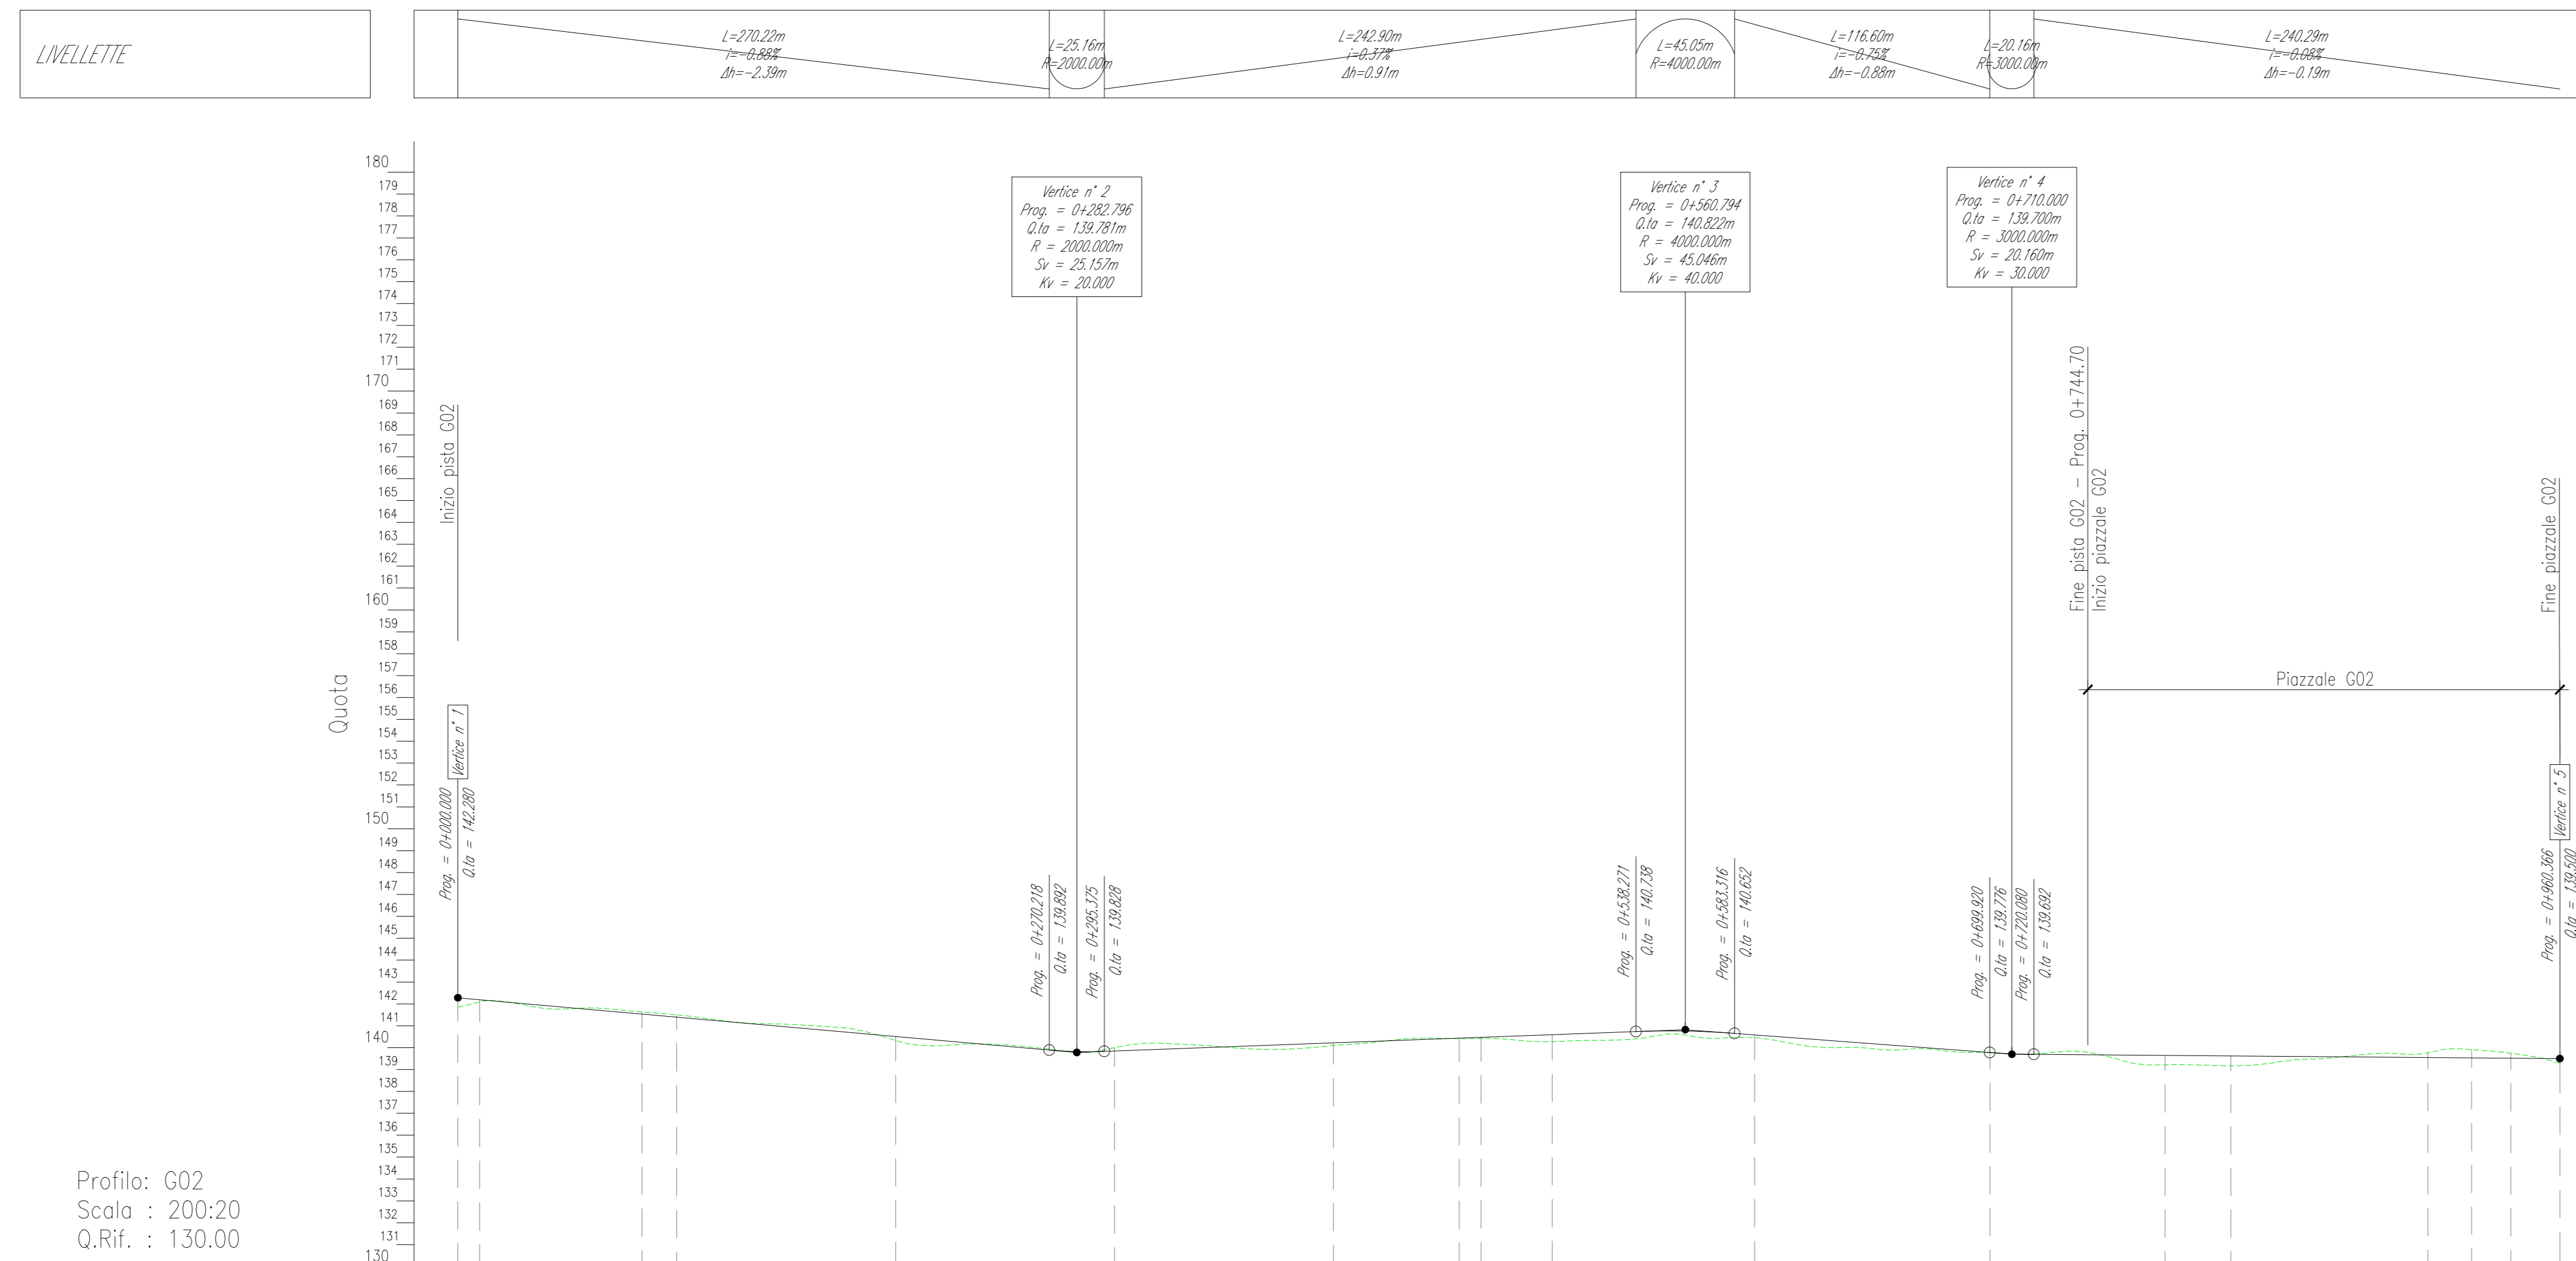 LIVELLETTE
L=270.22m
i=-0.88%
Δh=-2.39m
L=25.16m
R=2000.00m
L=242.90m
i=0.37%
Δh=0.91m
L=45.05m
R=4000.00m
L=116.60m
i=-0.75%
Δh=-0.88m
L=20.16m
R=3000.00m
L=240.29m
i=-0.08%
Δh=-0.19m
Vertice n° 2
Prog. = 0+282.796
Q.ta = 139.781m
R = 2000.000m
Sv = 25.157m
Kv = 20.000
Vertice n° 3
Prog. = 0+560.794
Q.ta = 140.822m
R = 4000.000m
Sv = 45.046m
Kv = 40.000
Vertice n° 4
Prog. = 0+710.000
Q.ta = 139.700m
R = 3000.000m
Sv = 20.160m
Kv = 30.000
Quota
180
179
178
177
176
175
174
173
172
171
170
169
168
167
166
165
164
163
162
161
160
159
158
157
156
155
154
153
152
151
150
149
148
147
146
145
144
143
142
141
140
139
138
137
136
135
134
133
132
131
130
Inizio pista G02
Vertice n° 1
Prog. = 0+000.000
Q.ta = 142.280
Prog. = 0+270.218
Q.ta = 139.892
Prog. = 0+295.375
Q.ta = 139.828
Prog. = 0+538.271
Q.ta = 140.738
Prog. = 0+583.316
Q.ta = 140.652
Prog. = 0+699.920
Q.ta = 139.776
Prog. = 0+720.080
Q.ta = 139.692
Fine pista G02 - Prog. 0+744.70
Inizio piazzale G02
Piazzale G02
Fine piazzale G02
Vertice n° 5
Prog. = 0+960.366
Q.ta = 139.500
Profilo: G02
Scala : 200:20
Q.Rif. : 130.00